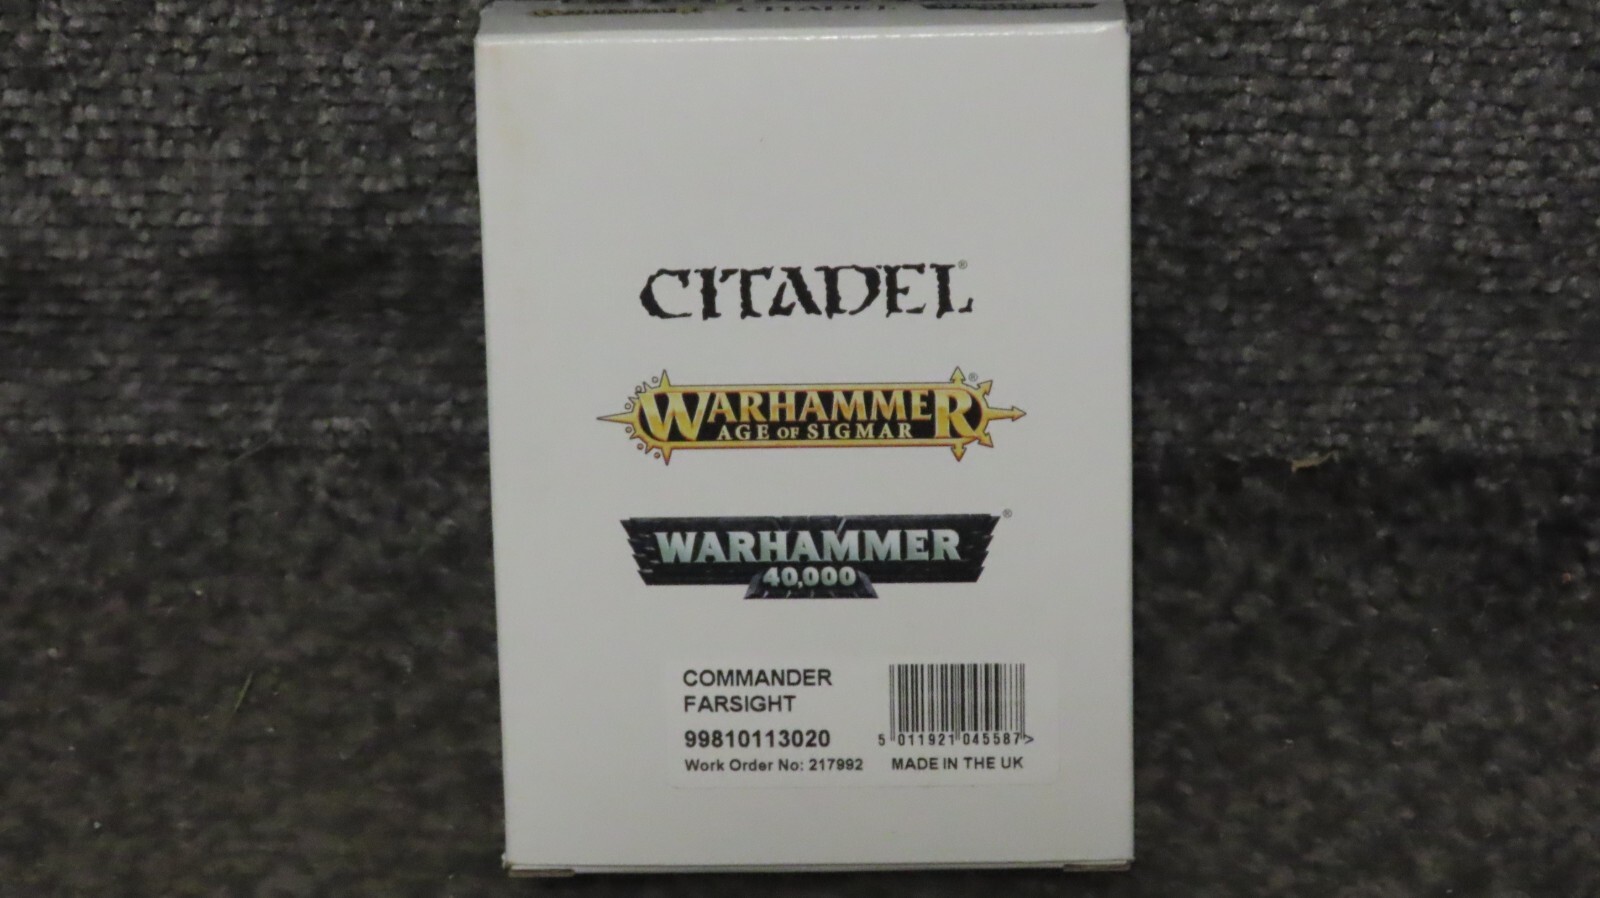 CITADEL
CITADEL®
WARHAMMER®
AGE OF SIGMAR
WARHAMMER®
40,000
COMMANDER
FARSIGHT
99810113020
5 011921 045587 >
Work Order No: 217992 MADE IN THE UK